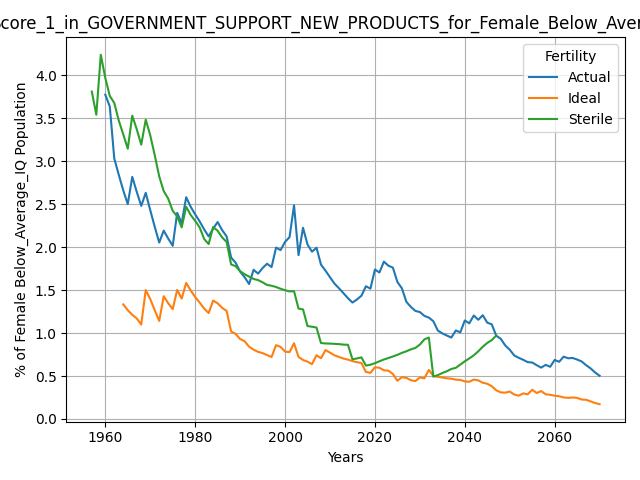 core_1_in_GOVERNMENT_SUPPORT_NEW_PRODUCTS_for_Female_Below_Aver
% of Female Below_Average_IQ Population
4.0
3.5
3.0
2.5
2.0
1.5
1.0
0.5
0.0
Fertility
Actual
Ideal
Sterile
1960 1980 2000 2020 2040 2060
Years